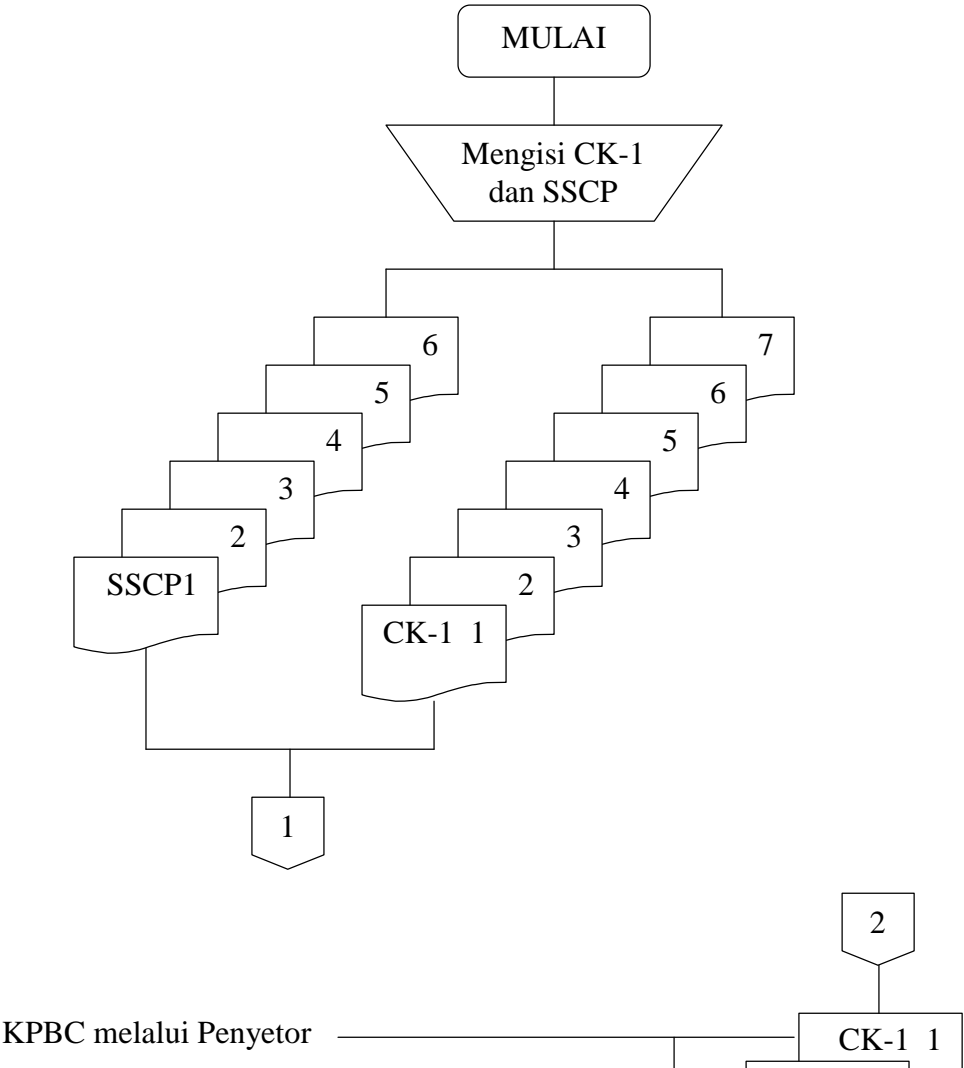 MULAI
Mengisi CK-1
dan SSCP
6
5
4
3
2
SSCP1
7
6
5
4
3
2
CK-1 1
1
2
KPBC melalui Penyetor
CK-1 1